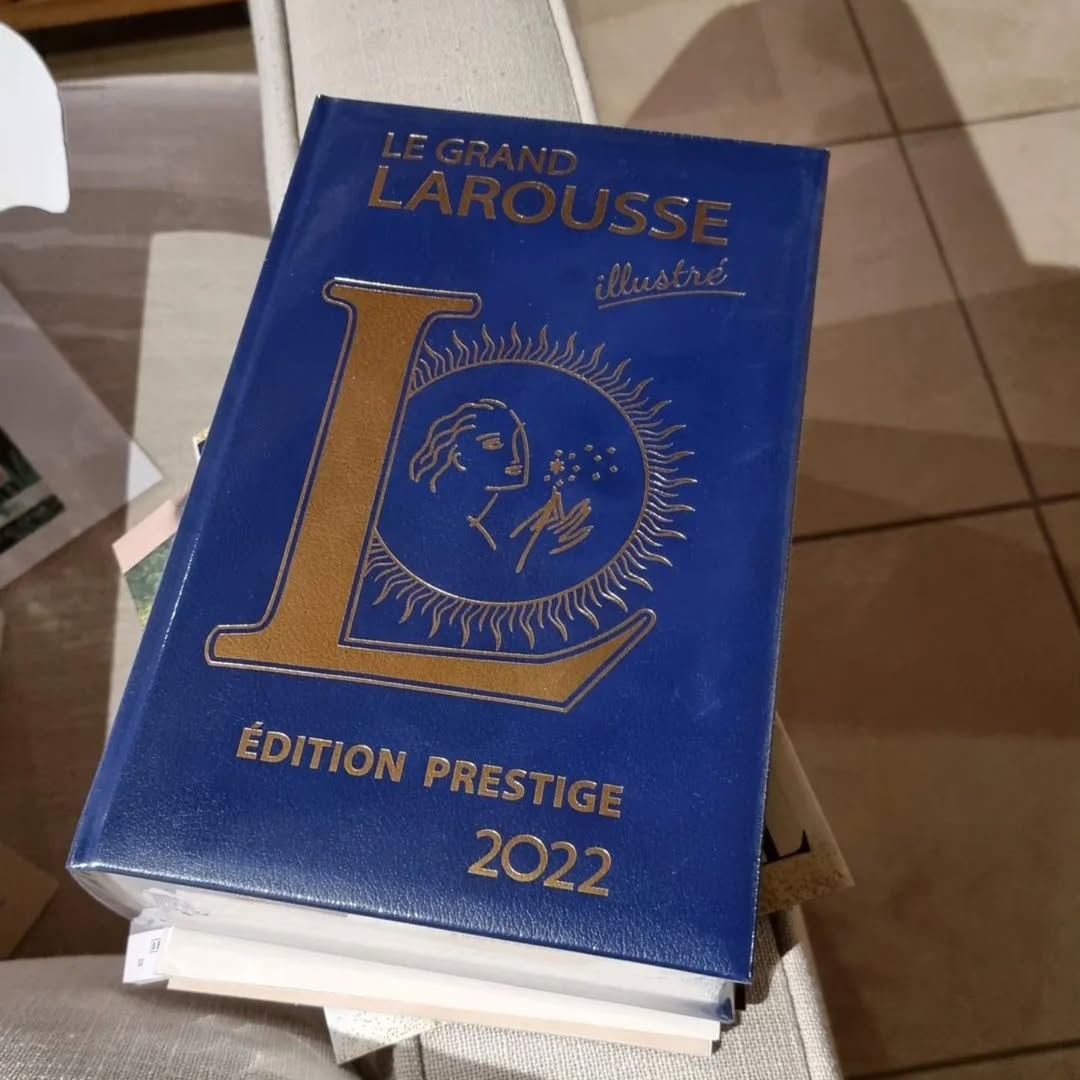 LE GRAND
LAROUSSE
illustré
L
ÉDITION PRESTIGE
2022